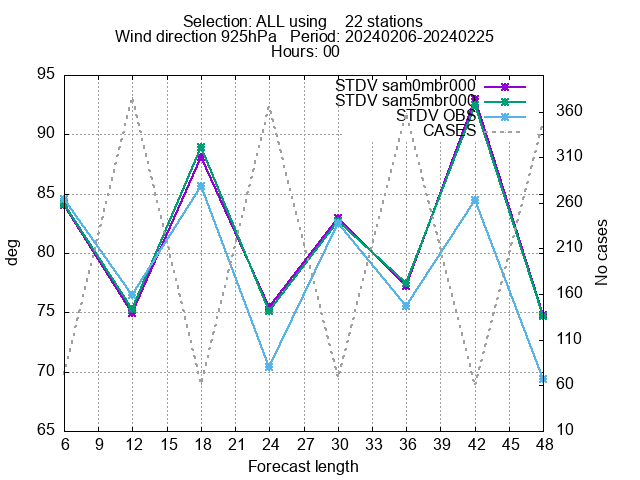 Selection: ALL using    22 stations
Wind direction 925hPa   Period: 20240206-20240225
Hours: 00
STDV sam0mbr000
STDV sam5mbr000
STDV OBS
CASES
95
90
85
80
75
70
65
360
310
260
210
160
110
60
10
deg
No cases
6 9 12 15 18 21 24 27 30 33 36 39 42 45 48
Forecast length